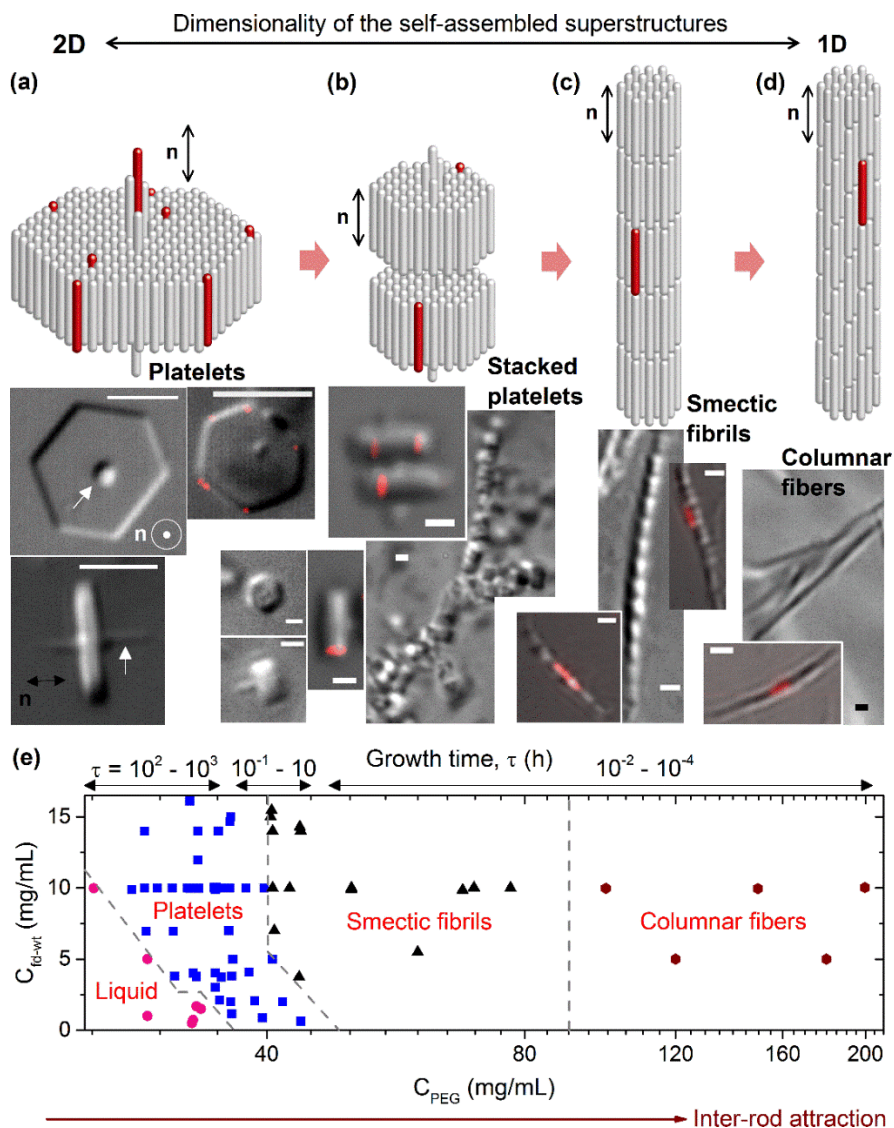 Dimensionality of the self-assembled superstructures
2D
1D
(a)
(b)
(c)
(d)
n
n
n
n
Platelets
Stacked
platelets
Smectic
fibrils
Columnar
fibers
n
n
(e)
τ = 10² - 10³
10⁻¹ - 10
Growth time, τ (h)
10⁻² - 10⁻⁴
C_fd-wt (mg/mL)
15
10
5
0
Platelets
Smectic fibrils
Columnar fibers
Liquid
40
80
120
160
200
C_PEG (mg/mL)
Inter-rod attraction